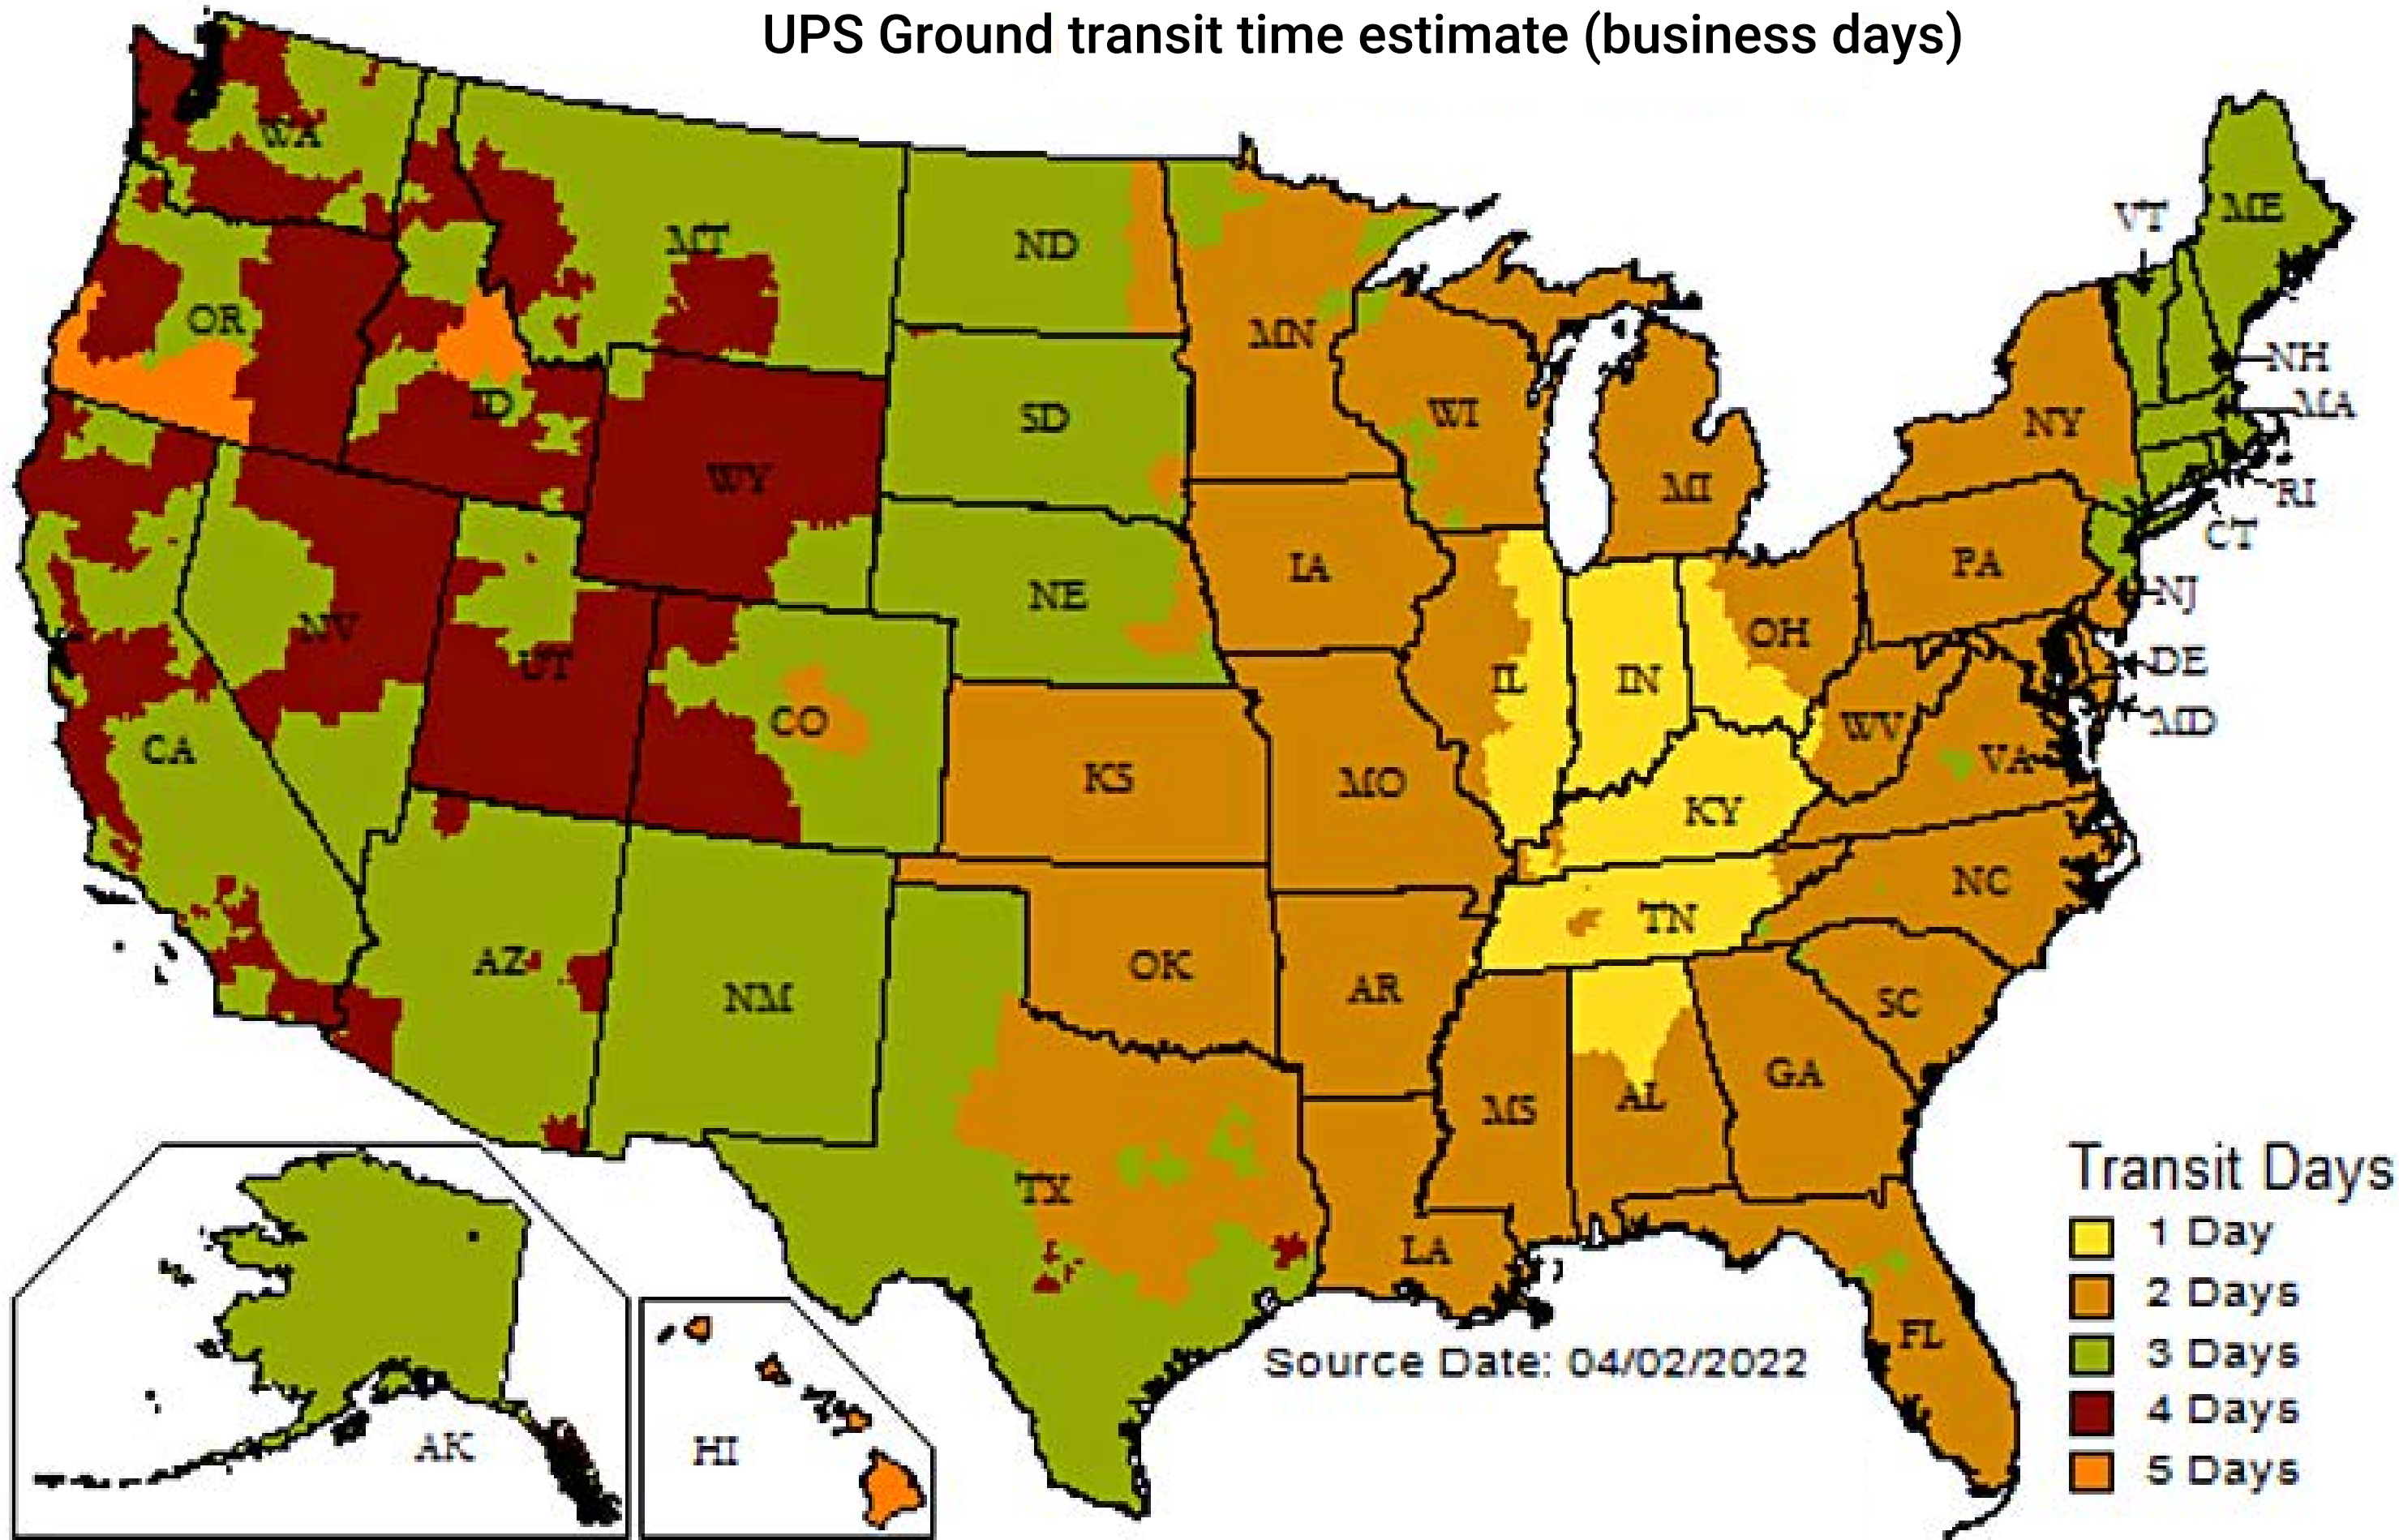 UPS Ground transit time estimate (business days)
WA
MT
ND
MN
VT
ME
OR
ID
SD
WI
MI
NY
NH
MA
RI
CT
WY
NE
IA
PA
NJ
NV
UT
CO
IL
IN
OH
WV
DE
MD
VA
CA
KS
MO
KY
NC
AZ
NM
OK
AR
TN
SC
TX
MS
AL
GA
LA
FL
AK
HI
Source Date: 04/02/2022
Transit Days
1 Day
2 Days
3 Days
4 Days
5 Days